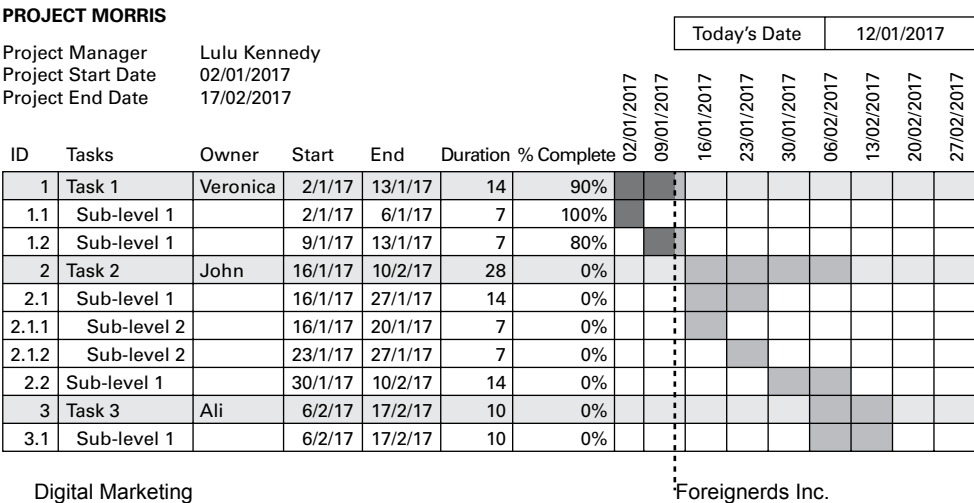 PROJECT MORRIS
Today's Date 12/01/2017
Project Manager Lulu Kennedy
Project Start Date 02/01/2017
Project End Date 17/02/2017
ID Tasks Owner Start End Duration % Complete 02/01/2017 09/01/2017 16/01/2017 23/01/2017 30/01/2017 06/02/2017 13/02/2017 20/02/2017 27/02/2017
1 Task 1 Veronica 2/1/17 13/1/17 14 90%
1.1 Sub-level 1 2/1/17 6/1/17 7 100%
1.2 Sub-level 1 9/1/17 13/1/17 7 80%
2 Task 2 John 16/1/17 10/2/17 28 0%
2.1 Sub-level 1 16/1/17 27/1/17 14 0%
2.1.1 Sub-level 2 16/1/17 20/1/17 7 0%
2.1.2 Sub-level 2 23/1/17 27/1/17 7 0%
2.2 Sub-level 1 30/1/17 10/2/17 14 0%
3 Task 3 Ali 6/2/17 17/2/17 10 0%
3.1 Sub-level 1 6/2/17 17/2/17 10 0%
Digital Marketing Foreignerds Inc.